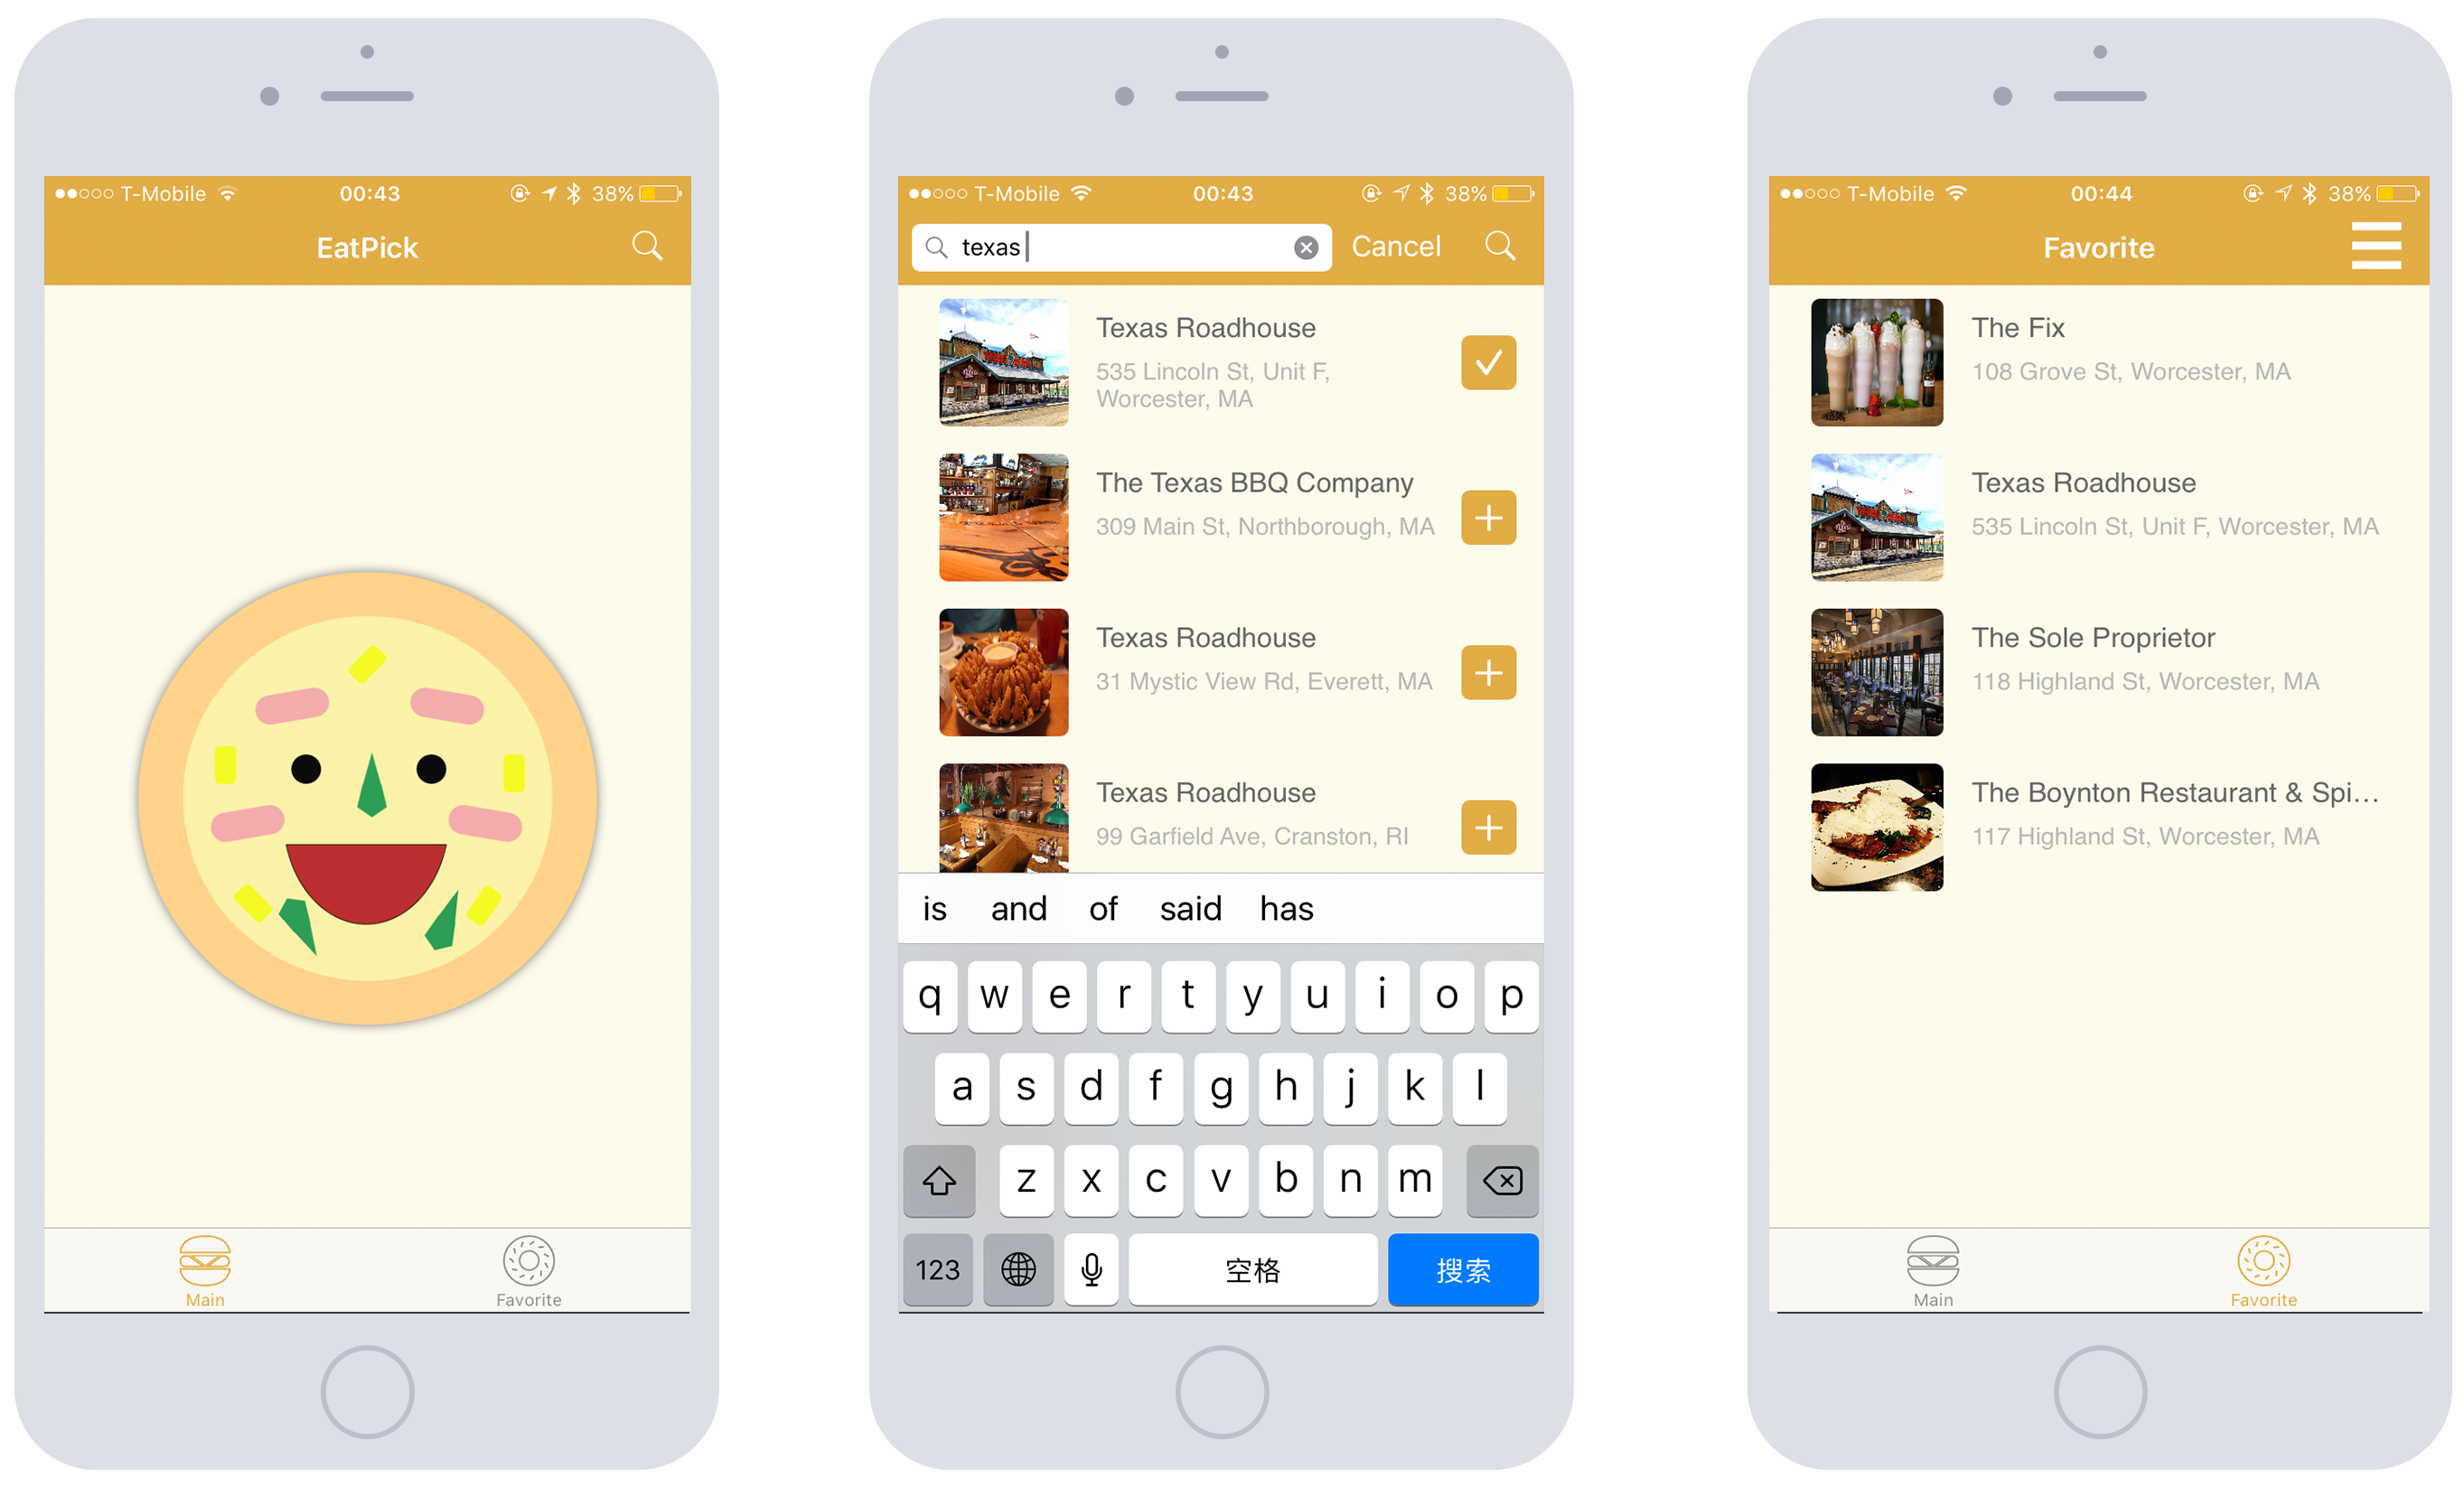 T-Mobile 00:43 38%
EatPick
Main Favorite
T-Mobile 00:43 38%
texas Cancel
Texas Roadhouse
535 Lincoln St, Unit F,
Worcester, MA
The Texas BBQ Company
309 Main St, Northborough, MA
Texas Roadhouse
31 Mystic View Rd, Everett, MA
Texas Roadhouse
99 Garfield Ave, Cranston, RI
is and of said has
q w e r t y u i o p
a s d f g h j k l
z x c v b n m
123 空格 搜索
T-Mobile 00:44 38%
Favorite
The Fix
108 Grove St, Worcester, MA
Texas Roadhouse
535 Lincoln St, Unit F, Worcester, MA
The Sole Proprietor
118 Highland St, Worcester, MA
The Boynton Restaurant & Spi...
117 Highland St, Worcester, MA
Main Favorite